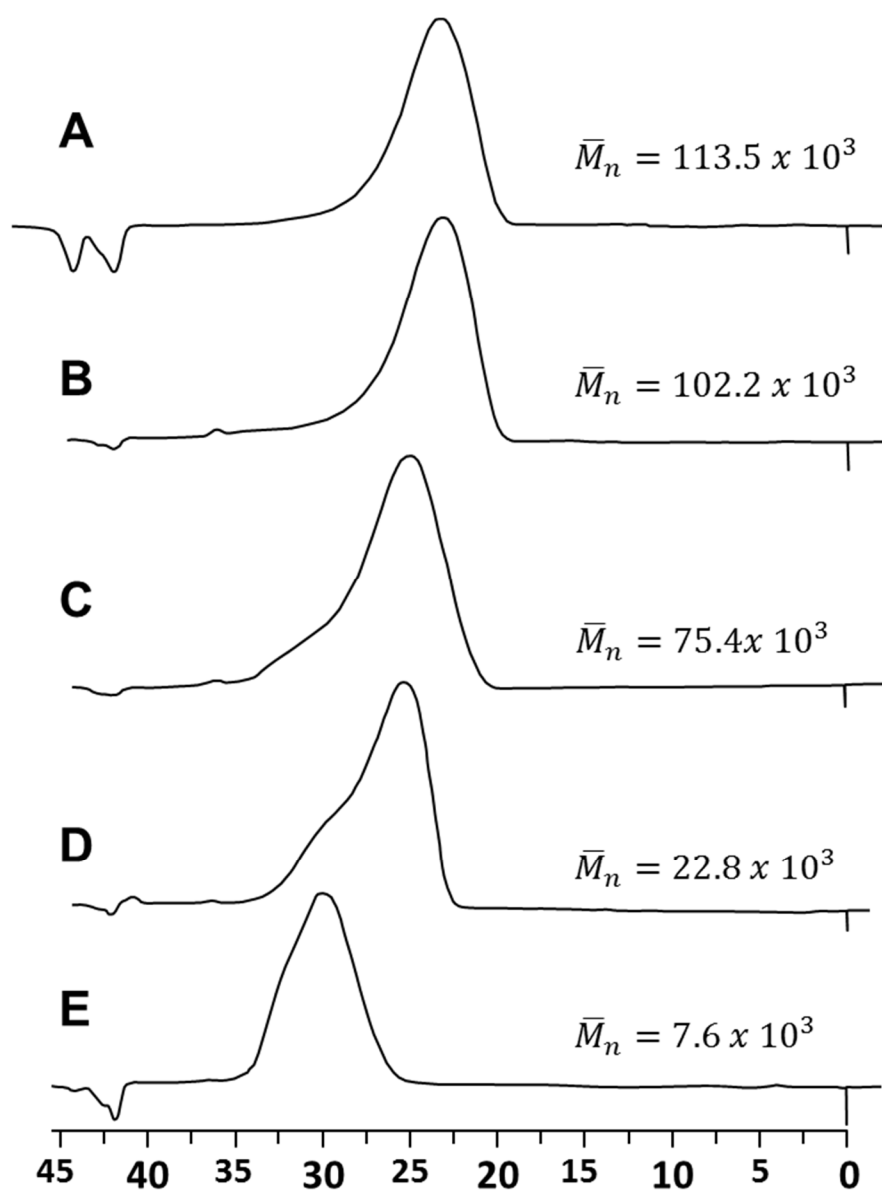 A
M̅ₙ = 113.5 x 10³
B
M̅ₙ = 102.2 x 10³
C
M̅ₙ = 75.4x 10³
D
M̅ₙ = 22.8 x 10³
E
M̅ₙ = 7.6 x 10³
45 40 35 30 25 20 15 10 5 0